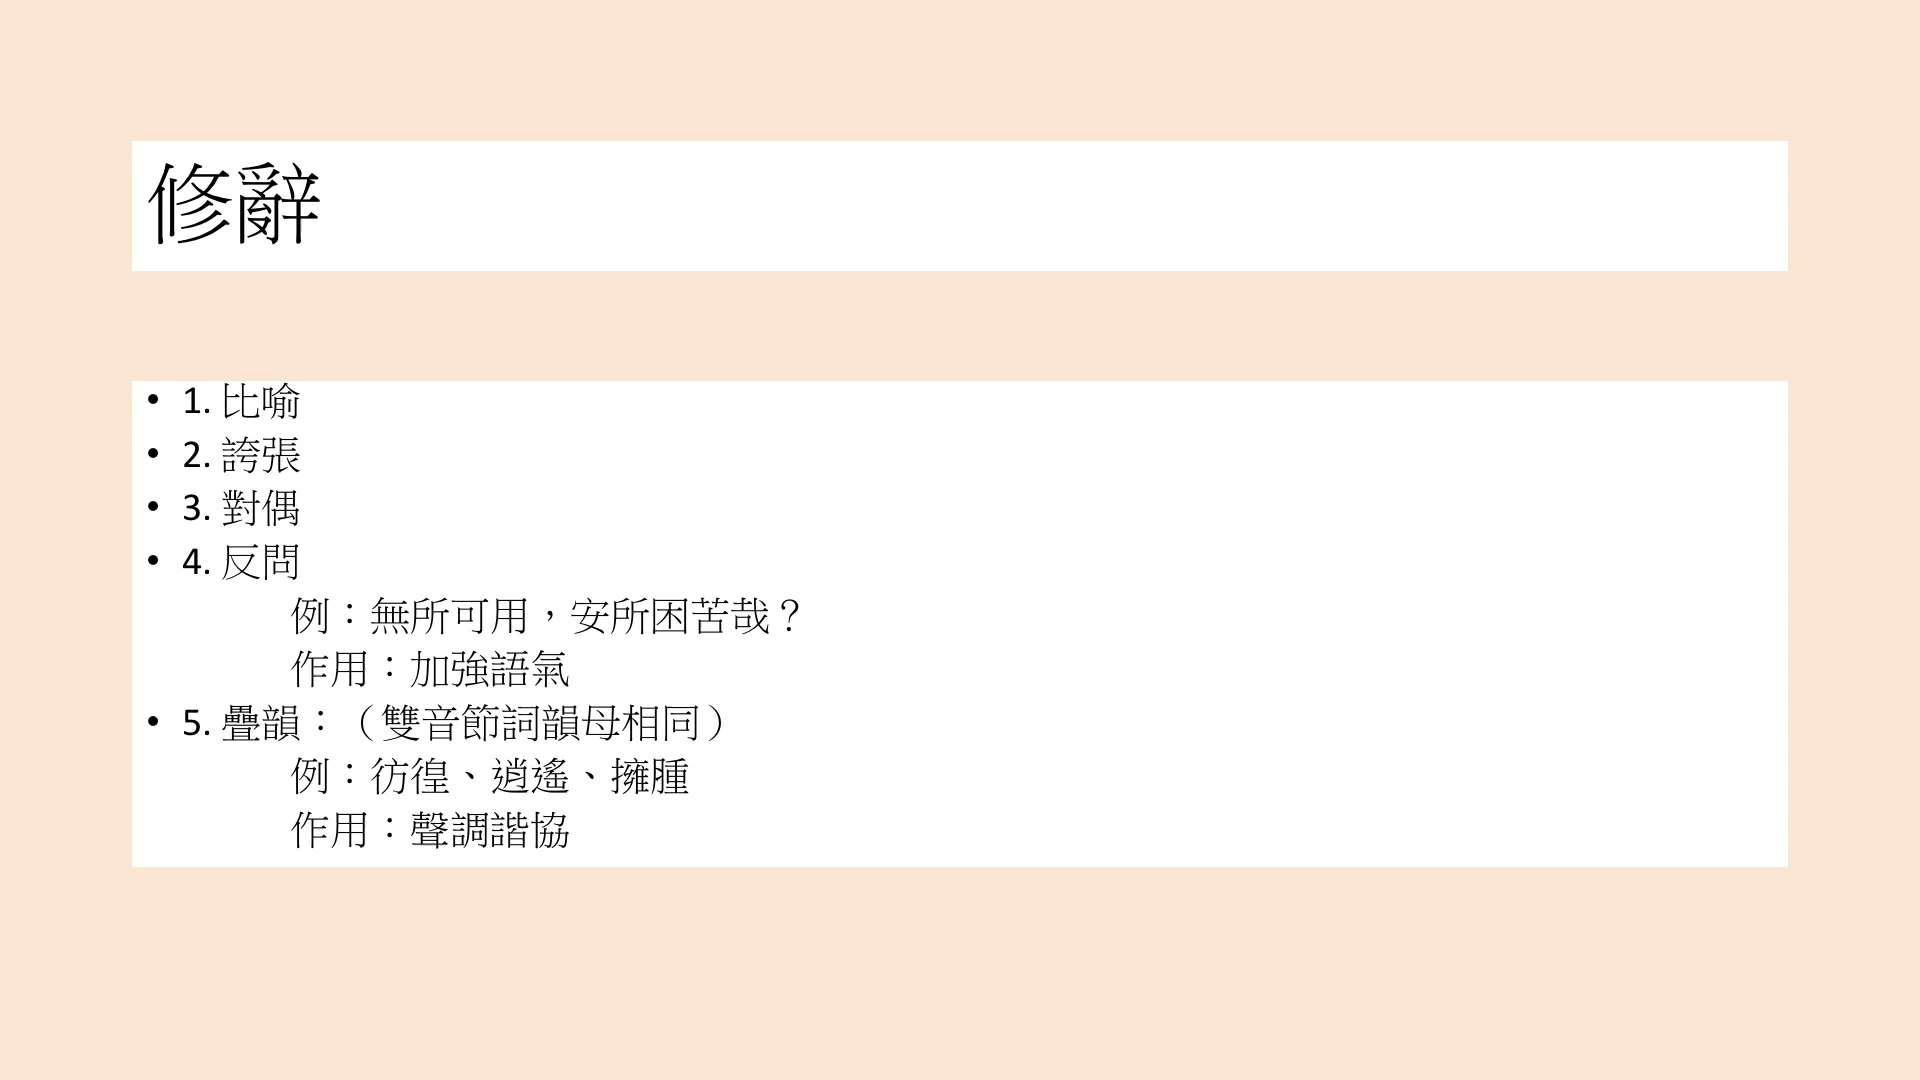 修辭
• 1. 比喻
• 2. 誇張
• 3. 對偶
• 4. 反問
例：無所可用，安所困苦哉？
作用：加強語氣
• 5. 疊韻：（雙音節詞韻母相同）
例：彷徨、逍遙、擁腫
作用：聲調諧協